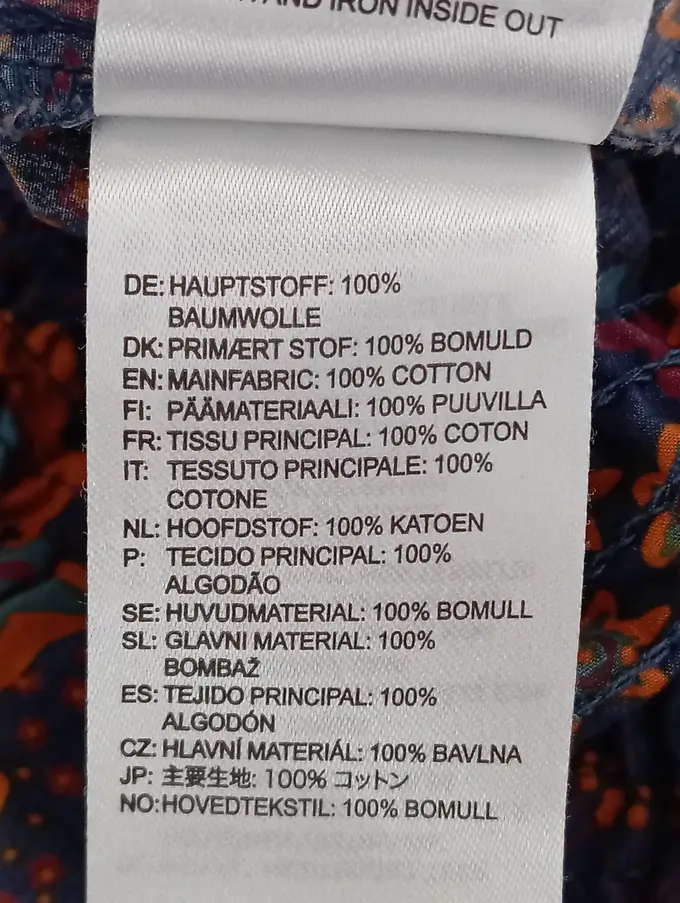 AND IRON INSIDE OUT
DE: HAUPTSTOFF: 100%
BAUMWOLLE
DK: PRIMÆRT STOF: 100% BOMULD
EN: MAINFABRIC: 100% COTTON
FI: PÄÄMATERIAALI: 100% PUUVILLA
FR: TISSU PRINCIPAL: 100% COTON
IT: TESSUTO PRINCIPALE: 100%
COTONE
NL: HOOFDSTOF: 100% KATOEN
P: TECIDO PRINCIPAL: 100%
ALGODÃO
SE: HUVUDMATERIAL: 100% BOMULL
SL: GLAVNI MATERIAL: 100%
BOMBAŽ
ES: TEJIDO PRINCIPAL: 100%
ALGODÓN
CZ: HLAVNÍ MATERIÁL: 100% BAVLNA
JP: 主要生地: 100% コットン
NO: HOVEDTEKSTIL: 100% BOMULL